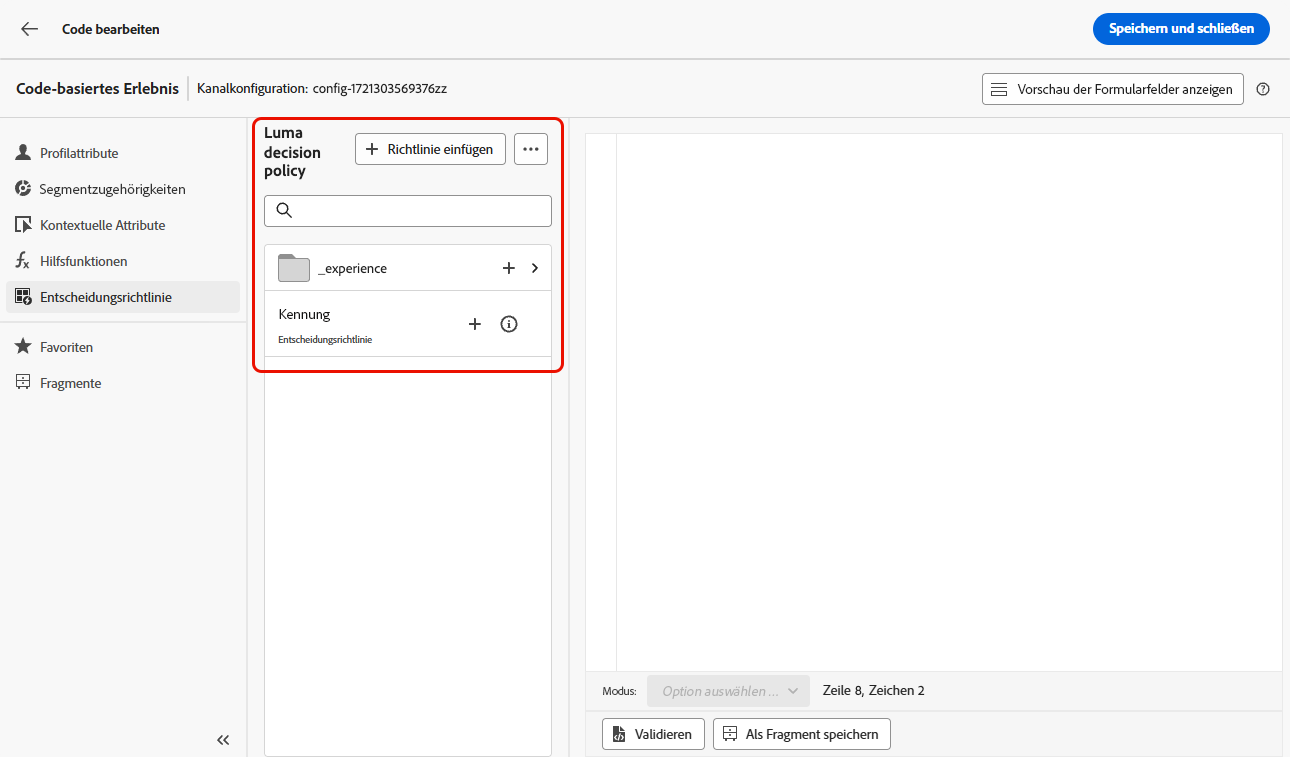 Code bearbeiten
Speichern und schließen
Code-basiertes Erlebnis
Kanalkonfiguration: config-1721303569376zz
Vorschau der Formularfelder anzeigen
Profilattribute
Segmentzugehörigkeiten
Kontextuelle Attribute
Hilfsfunktionen
Entscheidungsrichtlinie
Favoriten
Fragmente
Luma
decision
policy
Richtlinie einfügen
_experience
Kennung
Entscheidungsrichtlinie
Modus:
Option auswählen ...
Zeile 8, Zeichen 2
Validieren
Als Fragment speichern